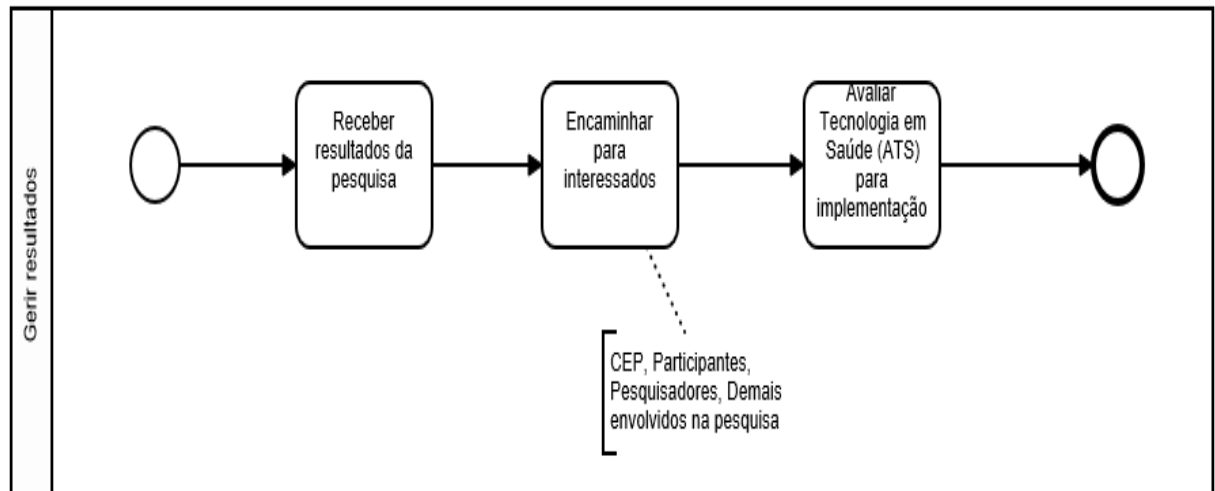 Gerir resultados
Receber
resultados da
pesquisa
Encaminhar
para
interessados
Avaliar
Tecnologia em
Saúde (ATS)
para
implementação
CEP, Participantes,
Pesquisadores, Demais
envolvidos na pesquisa